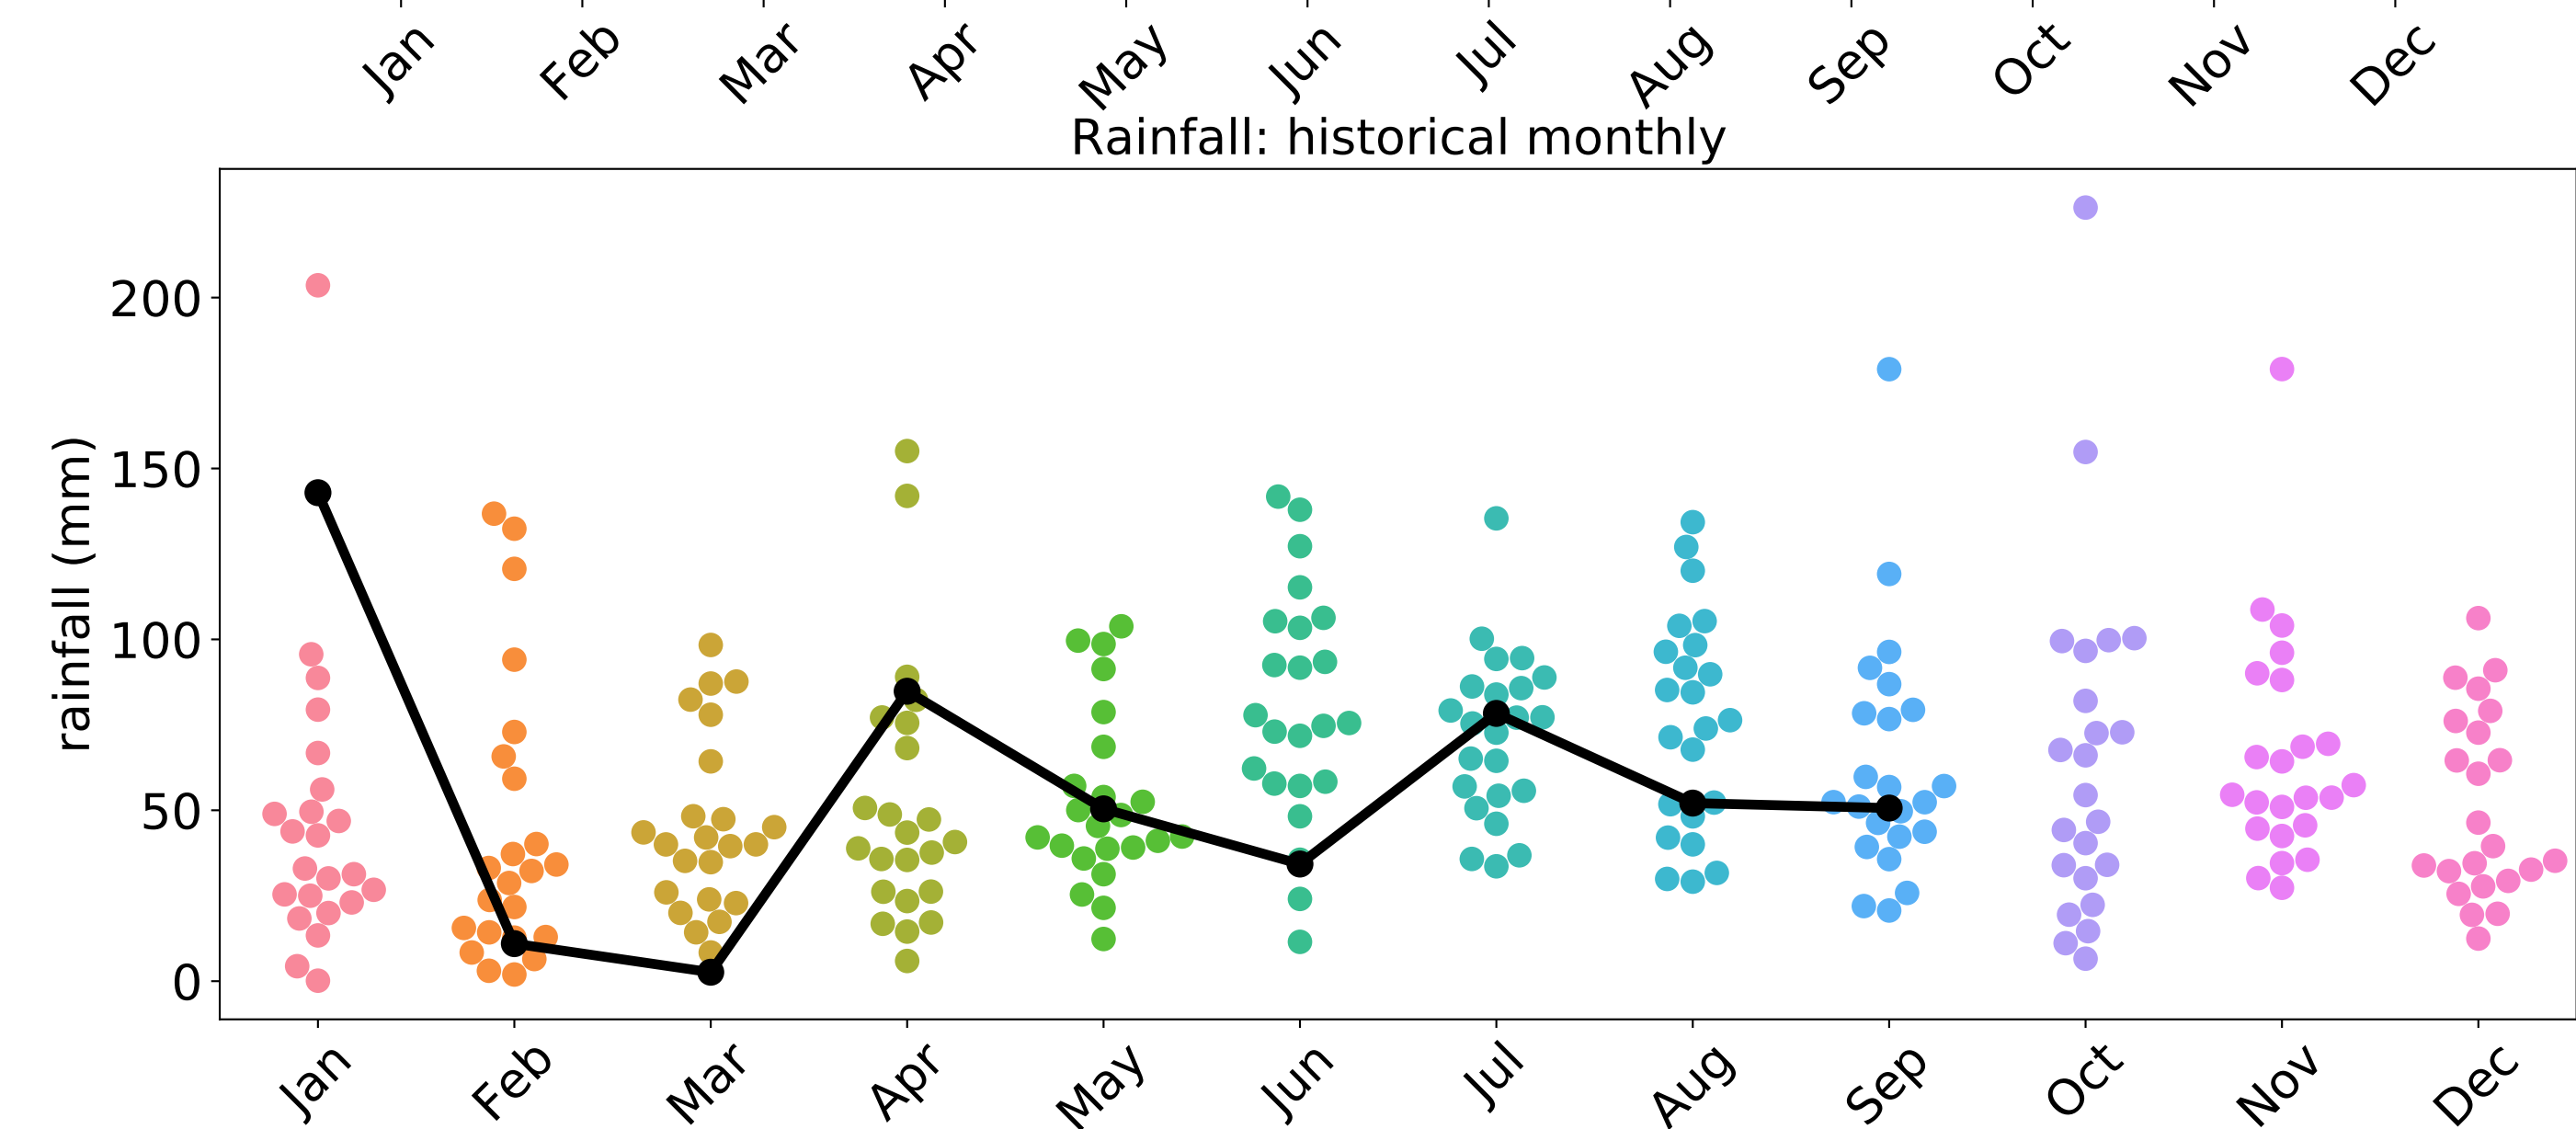 Jan Feb Mar Apr May Jun Jul Aug Sep Oct Nov Dec
Rainfall: historical monthly
rainfall (mm)
200
150
100
50
0
Jan Feb Mar Apr May Jun Jul Aug Sep Oct Nov Dec